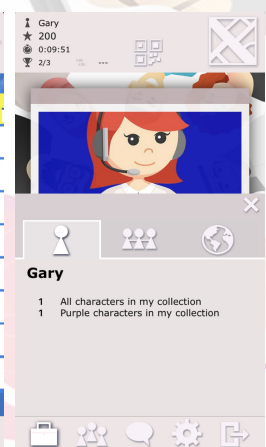 Gary
200
0:09:51
2/3
Gary
1 All characters in my collection
1 Purple characters in my collection